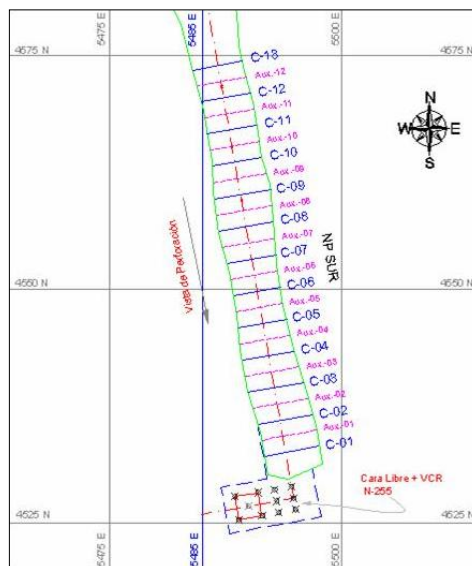 5475 5485 5500
4575 N 4575 N
C-13
Aux.-12
C-12
Aux.-11
C-11
Aux.-10
C-10
Aux.-09
C-09
Aux.-08
C-08
Aux.-07
C-07
Aux.-06
C-06
Aux.-05
C-05
Aux.-04
C-04
Aux.-03
C-03
Aux.-02
C-02
Aux.-01
C-01
N
W E
S
Vista de Perforación
NP SUR
4550 N 4550 N
Cara Libre + VCR
N-255
4525 N 4525 N
5475 5485 5500